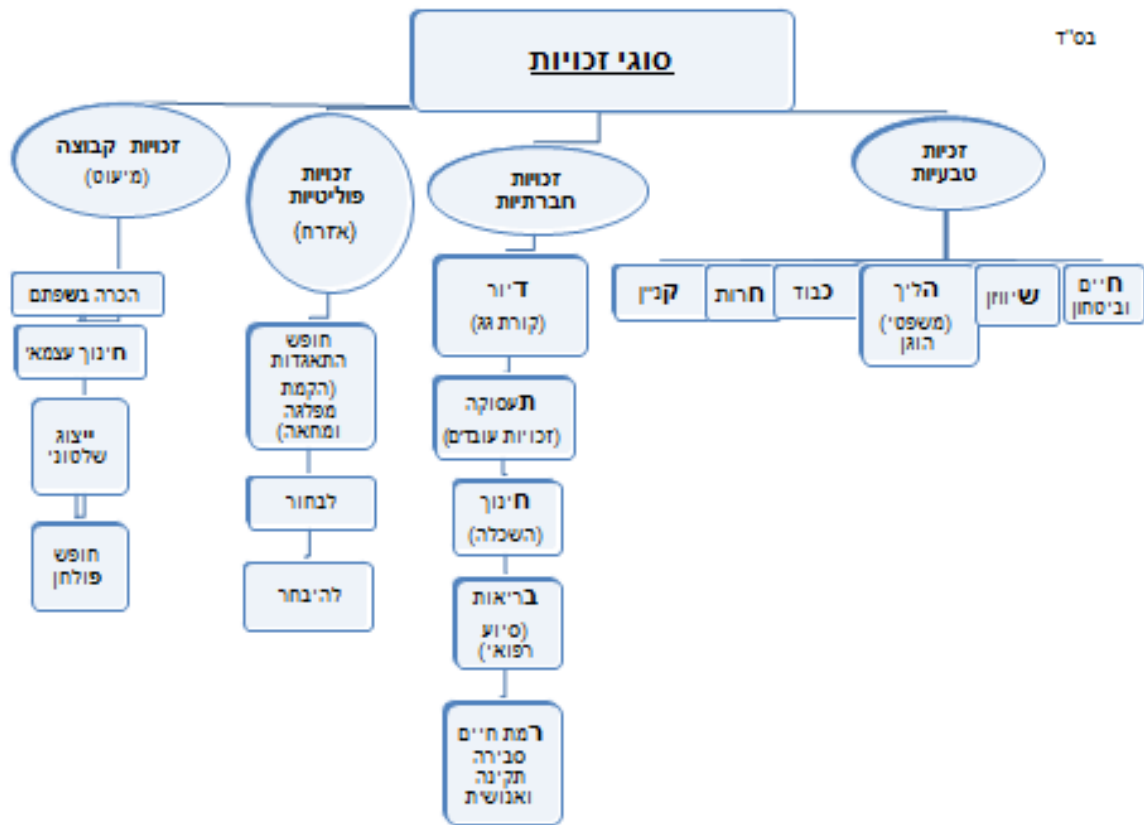 בס"ד
סוגי זכויות
זכיות
טבעיות
חיים
וביטחון
שיוויון
הליך
(משפטי)
הוגן
כבוד
חרות
קניין
זכויות
חברתיות
דיור
(קורת גג)
תעסוקה
(זכויות עובדים)
חינוך
(השכלה)
בריאות
(סיוע
רפואי)
רמת חיים
סבירה
תקינה
ואנושית
זכויות
פוליטיות
(אזרח)
חופש
התאגדות
(הקמת
מפלגה
ומחאה)
לבחור
להיבחר
זכויות קבוצה
(מיעוט)
הכרה בשפתם
חינוך עצמאי
ייצוג
שלטוני
חופש
פולחן